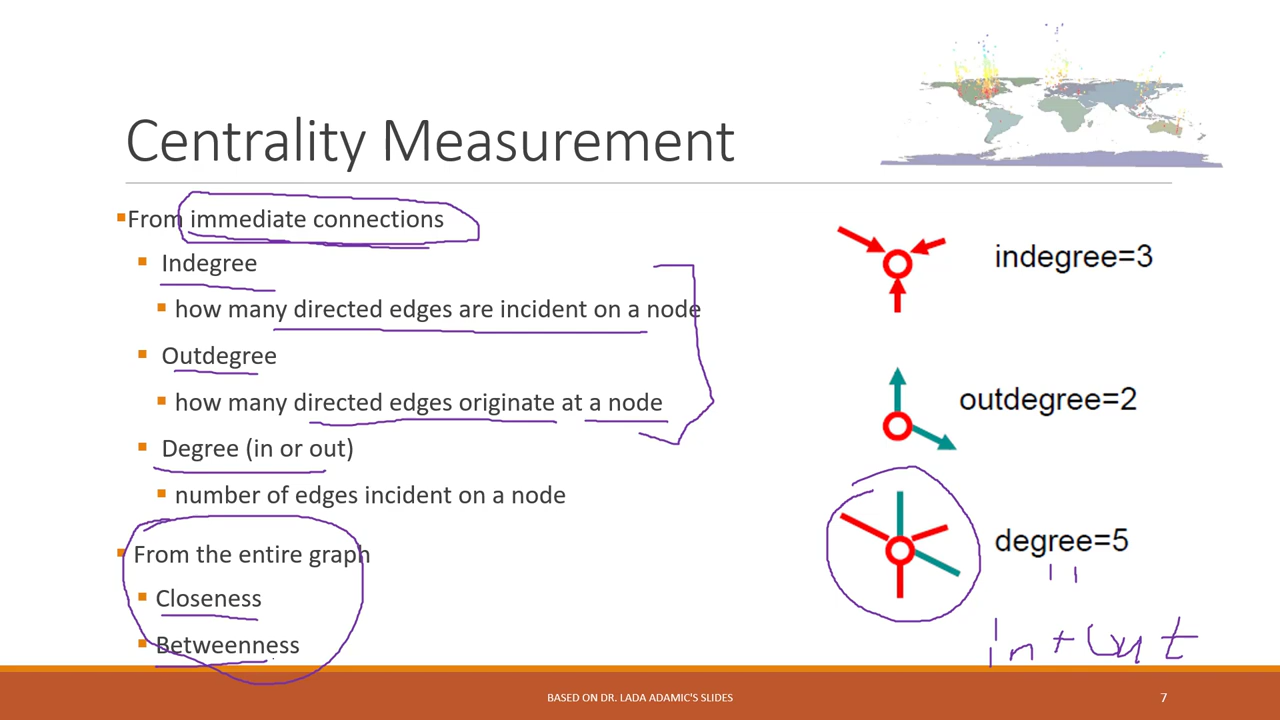 Centrality Measurement
From immediate connections
Indegree
how many directed edges are incident on a node
Outdegree
how many directed edges originate at a node
Degree (in or out)
number of edges incident on a node
From the entire graph
Closeness
Betweenness
indegree=3
outdegree=2
degree=5
in + out
BASED ON DR. LADA ADAMIC'S SLIDES
7